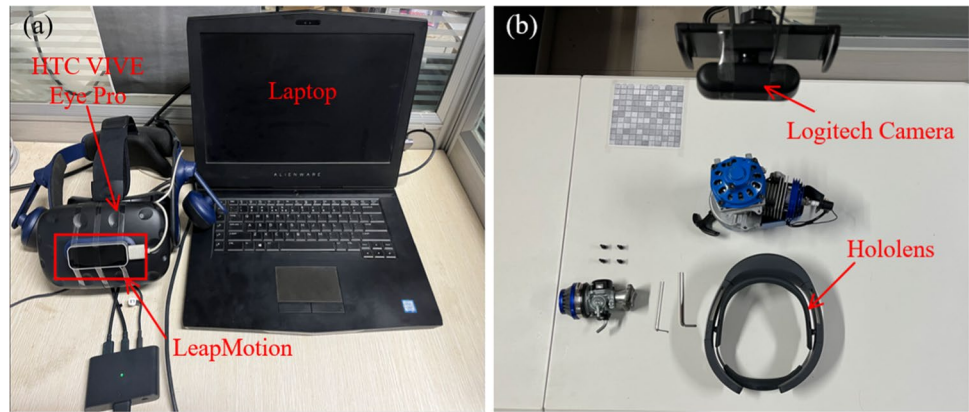 (a)
HTC VIVE
Eye Pro
Laptop
ALIENWARE
LeapMotion
(b)
Logitech Camera
Hololens